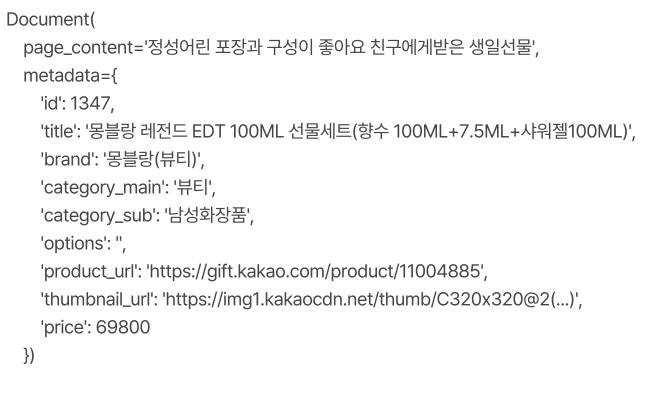 Document(
page_content='정성어린 포장과 구성이 좋아요 친구에게받은 생일선물',
metadata={
'id': 1347,
'title': '몽블랑 레전드 EDT 100ML 선물세트(향수 100ML+7.5ML+샤워젤100ML)',
'brand': '몽블랑(뷰티)',
'category_main': '뷰티',
'category_sub': '남성화장품',
'options': '',
'product_url': 'https://gift.kakao.com/product/11004885',
'thumbnail_url': 'https://img1.kakaocdn.net/thumb/C320x320@2(...)',
'price': 69800
})